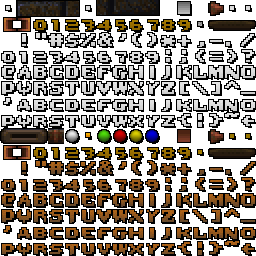 0123456789·
!"#$%&'()*+,-./
0123456789:;<=>?
@ABCDEFGHIJKLMNO
PQRSTUVWXYZ[\]^_
'ABCDEFGHIJKLMNO
PQRSTUVWXYZ{¦}~
0123456789·
!"#$%&'()*+,-./
0123456789:;<=>?
@ABCDEFGHIJKLMNO
PQRSTUVWXYZ[\]^_
'ABCDEFGHIJKLMNO
PQRSTUVWXYZ{¦}~